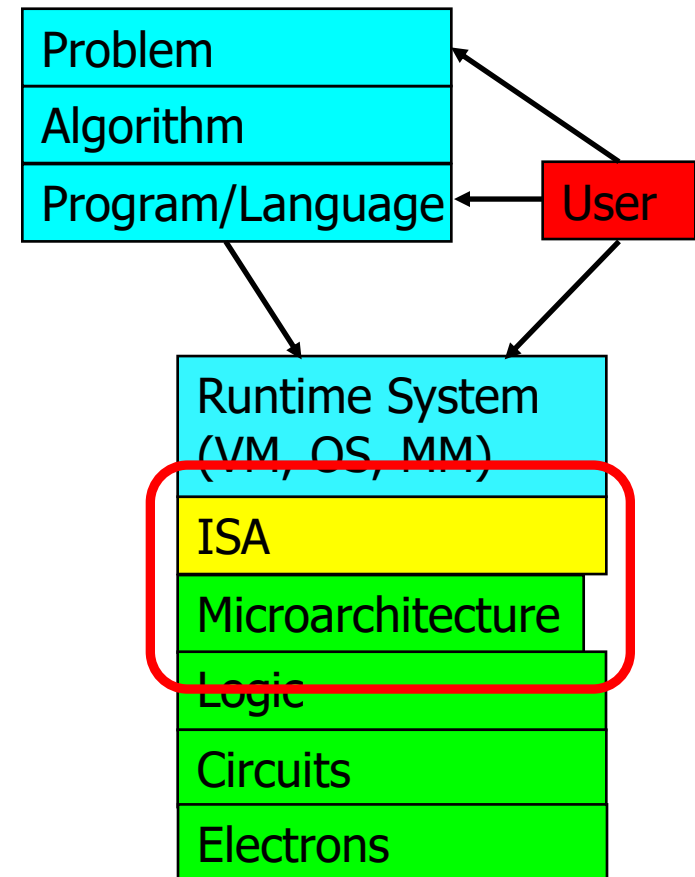 Problem
Algorithm
Program/Language
User
Runtime System
(VM, OS, MM)
ISA
Microarchitecture
Logic
Circuits
Electrons